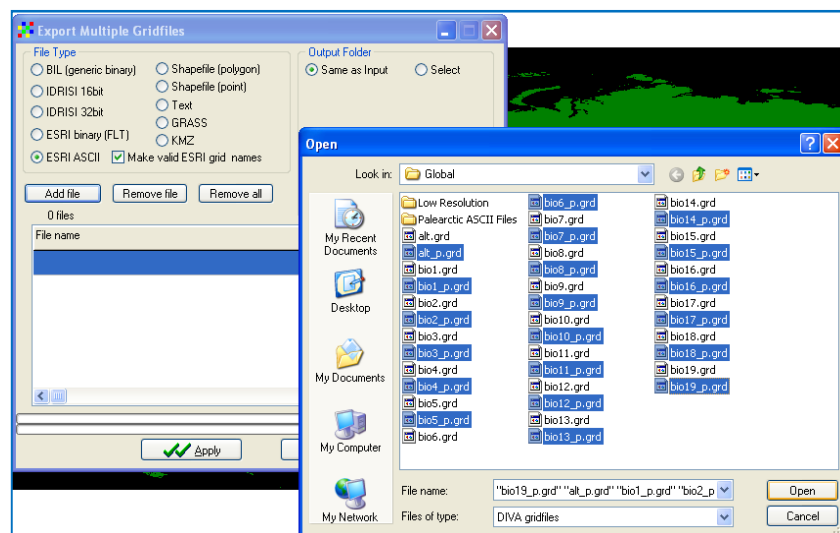 Export Multiple Gridfiles
File Type
BIL (generic binary)
Shapefile (polygon)
IDRISI 16bit
Shapefile (point)
IDRISI 32bit
Text
GRASS
ESRI binary (FLT)
KMZ
ESRI ASCII
Make valid ESRI grid names
Output Folder
Same as Input
Select
Add file
Remove file
Remove all
0 files
File name
Apply
Open
Look in:
Global
My Recent
Documents
Desktop
My Documents
My Computer
My Network
Low Resolution
Palearctic ASCII Files
alt.grd
alt_p.grd
bio1.grd
bio1_p.grd
bio2.grd
bio2_p.grd
bio3.grd
bio3_p.grd
bio4.grd
bio4_p.grd
bio5.grd
bio5_p.grd
bio6.grd
bio6_p.grd
bio7.grd
bio7_p.grd
bio8.grd
bio8_p.grd
bio9.grd
bio9_p.grd
bio10.grd
bio10_p.grd
bio11.grd
bio11_p.grd
bio12.grd
bio12_p.grd
bio13.grd
bio13_p.grd
bio14.grd
bio14_p.grd
bio15.grd
bio15_p.grd
bio16.grd
bio16_p.grd
bio17.grd
bio17_p.grd
bio18.grd
bio18_p.grd
bio19.grd
bio19_p.grd
File name:
"bio19_p.grd" "alt_p.grd" "bio1_p.grd" "bio2_p
Open
Files of type:
DIVA gridfiles
Cancel